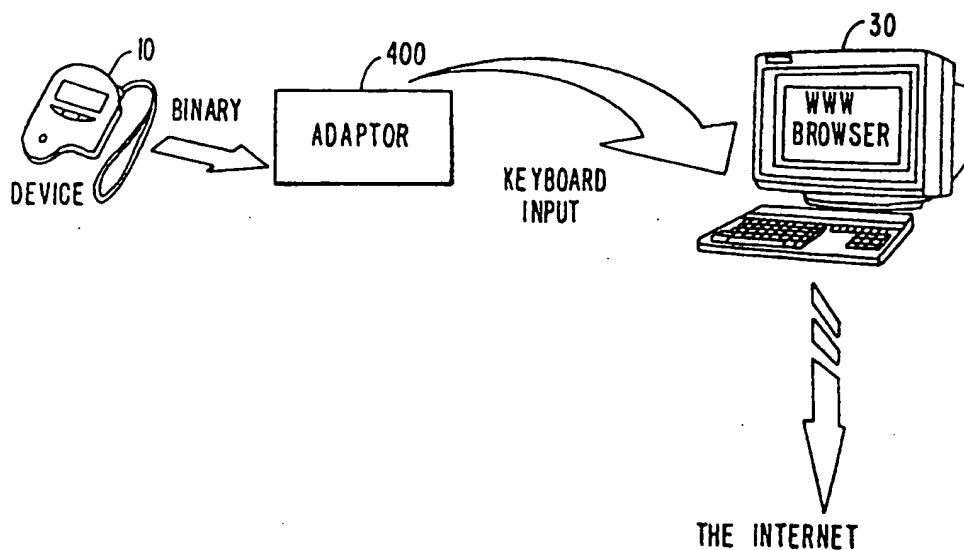 10
400
30
BINARY
ADAPTOR
WWW
BROWSER
DEVICE
KEYBOARD
INPUT
THE INTERNET